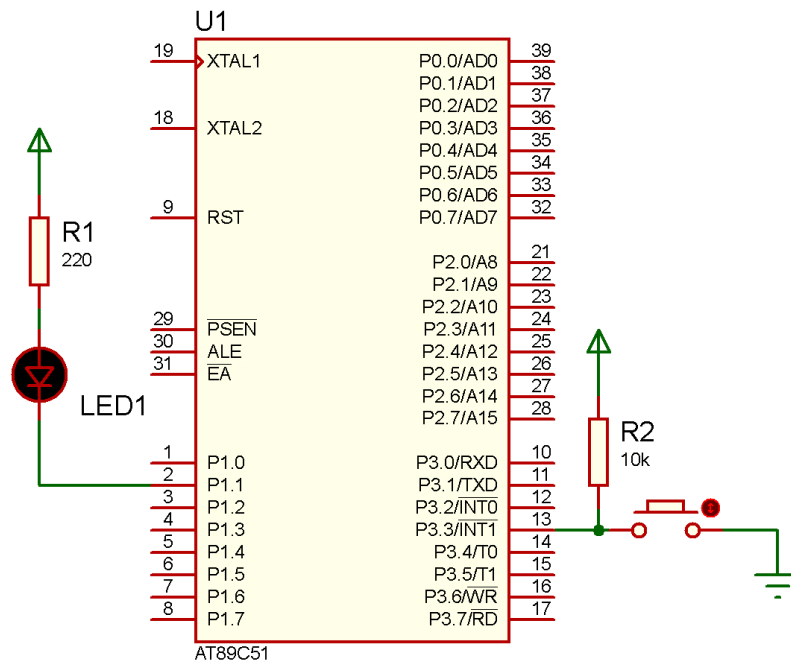 U1
19 XTAL1
18 XTAL2
9 RST
29 PSEN
30 ALE
31 EA
1 P1.0
2 P1.1
3 P1.2
4 P1.3
5 P1.4
6 P1.5
7 P1.6
8 P1.7
P0.0/AD0 39
P0.1/AD1 38
P0.2/AD2 37
P0.3/AD3 36
P0.4/AD4 35
P0.5/AD5 34
P0.6/AD6 33
P0.7/AD7 32
P2.0/A8 21
P2.1/A9 22
P2.2/A10 23
P2.3/A11 24
P2.4/A12 25
P2.5/A13 26
P2.6/A14 27
P2.7/A15 28
P3.0/RXD 10
P3.1/TXD 11
P3.2/INT0 12
P3.3/INT1 13
P3.4/T0 14
P3.5/T1 15
P3.6/WR 16
P3.7/RD 17
AT89C51
R1
220
LED1
R2
10k